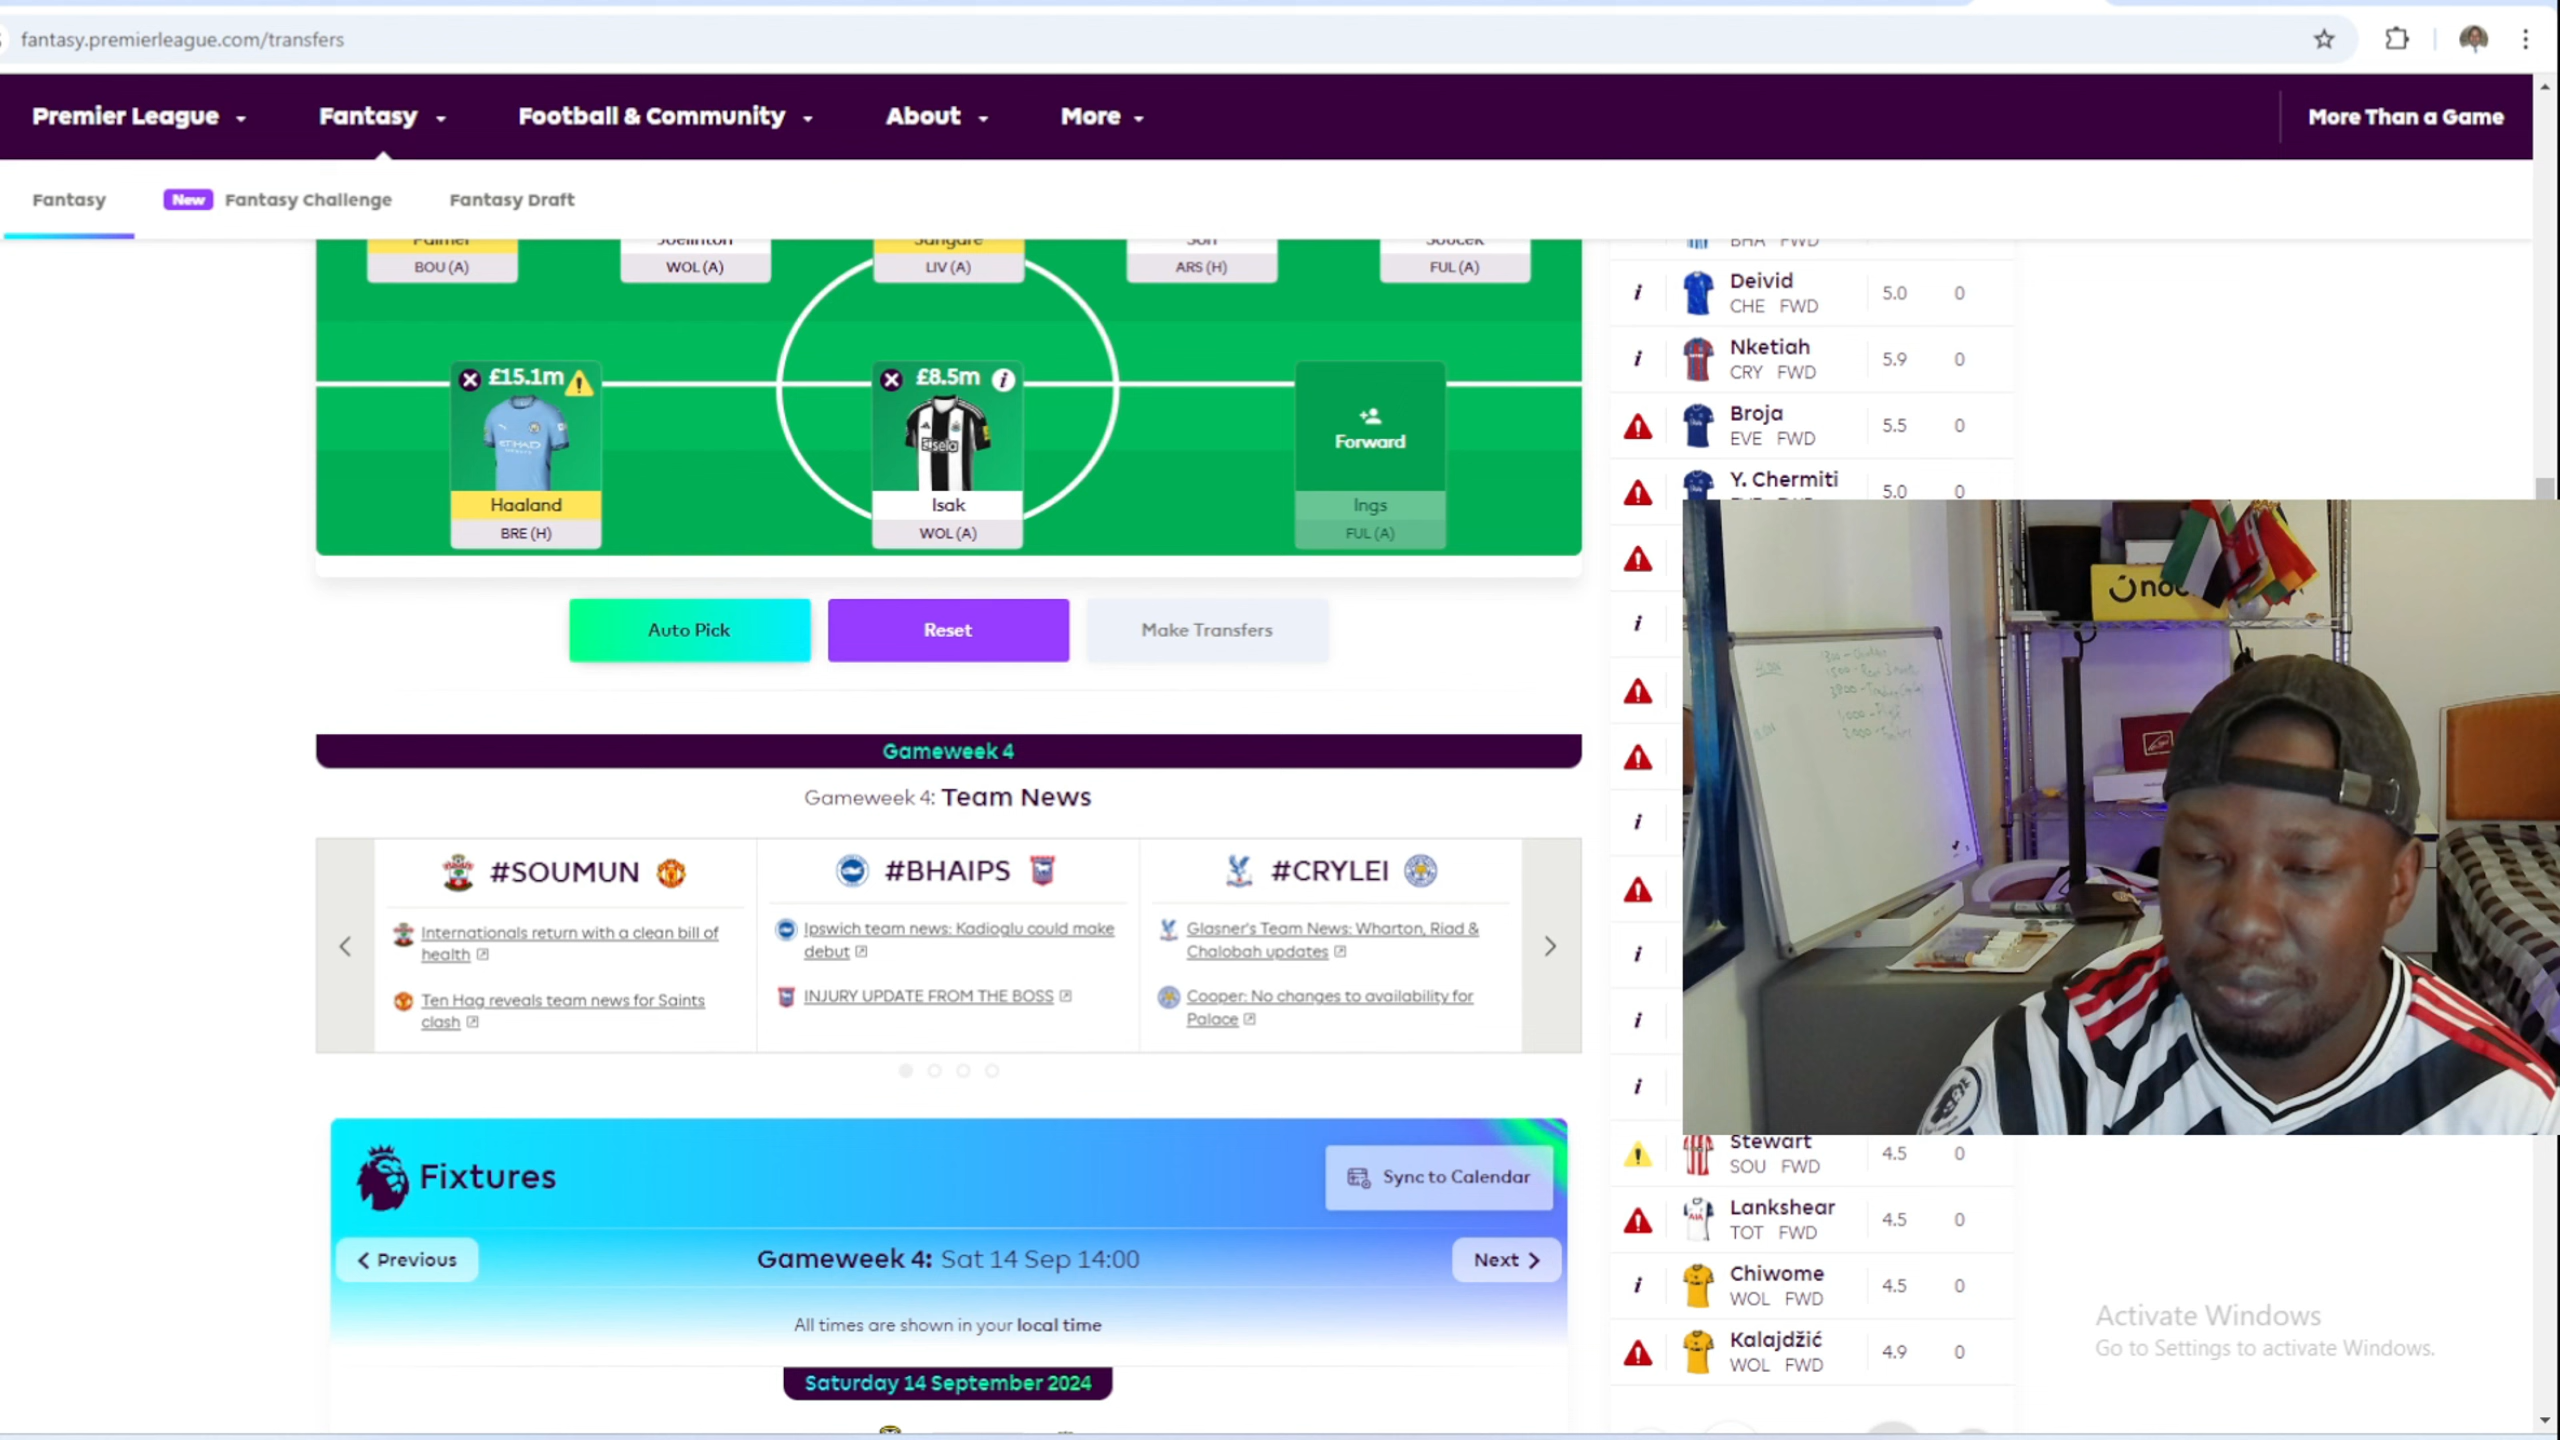 fantasy.premierleague.com/transfers
Premier League
Fantasy
Football & Community
About
More
More Than a Game
Fantasy
New
Fantasy Challenge
Fantasy Draft
Palmer
Joelinton
Sangare
Son
Soucek
BOU (A)
WOL (A)
LIV (A)
ARS (H)
FUL (A)
£15.1m
£8.5m
Forward
Haaland
Isak
Ings
BRE (H)
WOL (A)
FUL (A)
Auto Pick
Reset
Make Transfers
Gameweek 4
Gameweek 4: Team News
#SOUMUN
Internationals return with a clean bill of
health
Ten Hag reveals team news for Saints
clash
#BHAIPS
Ipswich team news: Kadioglu could make
debut
INJURY UPDATE FROM THE BOSS
#CRYLEI
Glasner's Team News: Wharton, Riad &
Chalobah updates
Cooper: No changes to availability for
Palace
Fixtures
Sync to Calendar
Previous
Gameweek 4: Sat 14 Sep 14:00
Next
All times are shown in your local time
Saturday 14 September 2024
BHA FWD
Deivid
CHE FWD
5.0 0
Nketiah
CRY FWD
5.9 0
Broja
EVE FWD
5.5 0
Y. Chermiti
5.0 0
Stewart
SOU FWD
4.5 0
Lankshear
TOT FWD
4.5 0
Chiwome
WOL FWD
4.5 0
Kalajdžić
WOL FWD
4.9 0
Activate Windows
Go to Settings to activate Windows.